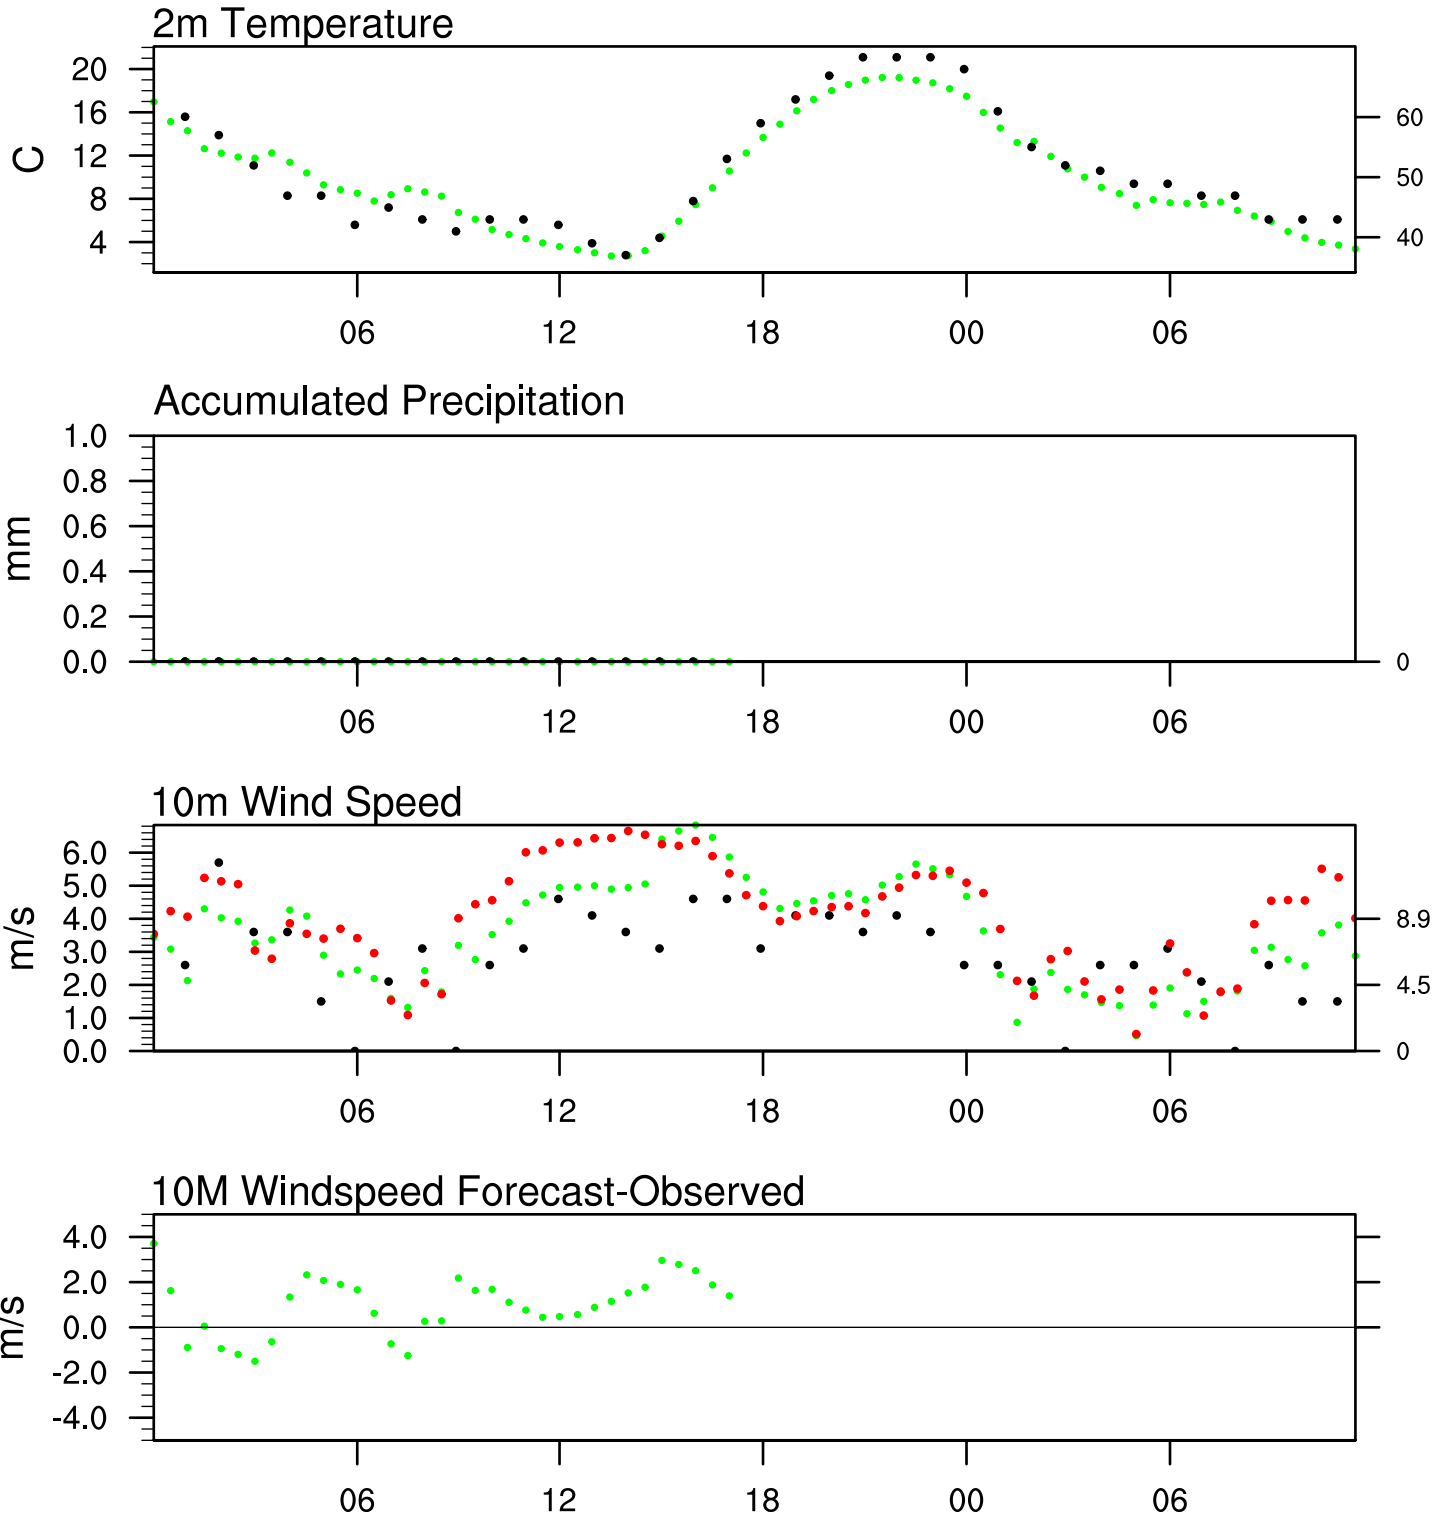 2m Temperature
20
16
12
8
4
C
60
50
40
06 12 18 00 06
Accumulated Precipitation
1.0
0.8
0.6
0.4
0.2
0.0
mm
0
06 12 18 00 06
10m Wind Speed
6.0
5.0
4.0
3.0
2.0
1.0
0.0
m/s
8.9
4.5
0
06 12 18 00 06
10M Windspeed Forecast-Observed
4.0
2.0
0.0
-2.0
-4.0
m/s
06 12 18 00 06